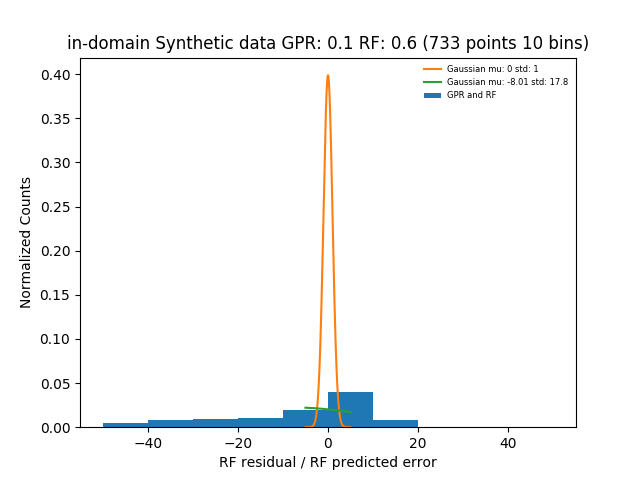 in-domain Synthetic data GPR: 0.1 RF: 0.6 (733 points 10 bins)
Gaussian mu: 0 std: 1
Gaussian mu: -8.01 std: 17.8
GPR and RF
Normalized Counts
0.40
0.35
0.30
0.25
0.20
0.15
0.10
0.05
0.00
−40
−20
0
20
40
RF residual / RF predicted error